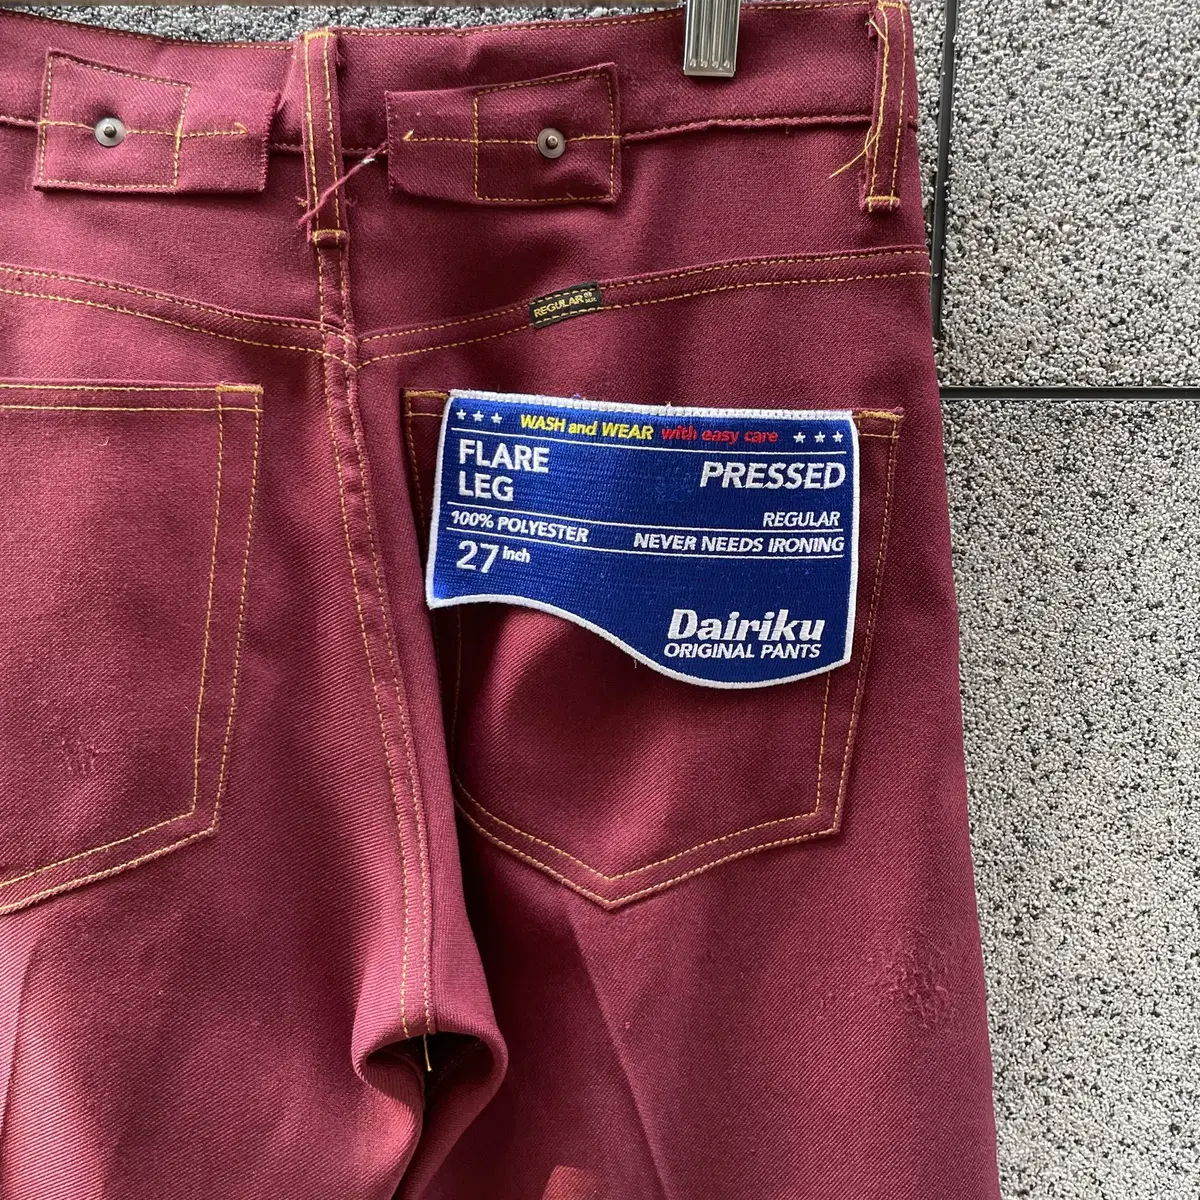 REGULAR
★★★ WASH and WEAR with easy care ★★★
FLARE LEG
PRESSED
100% POLYESTER
REGULAR
27 inch
NEVER NEEDS IRONING
Dairiku
ORIGINAL PANTS